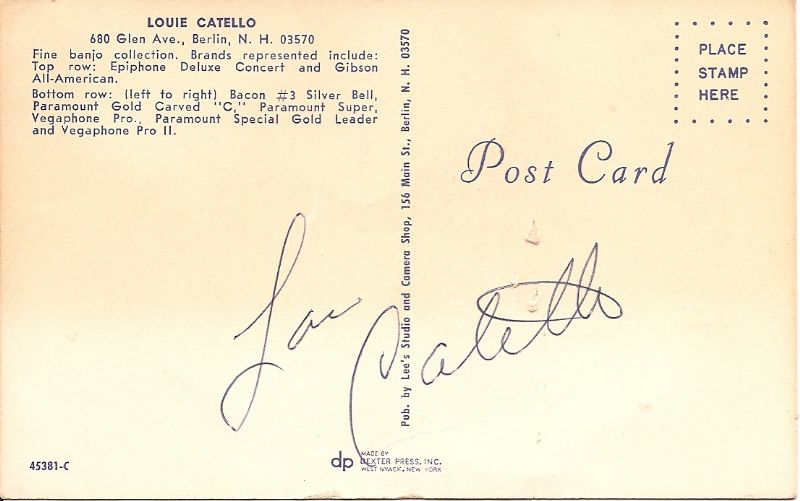 LOUIE CATELLO
680 Glen Ave., Berlin, N. H. 03570
Fine banjo collection. Brands represented include:
Top row: Epiphone Deluxe Concert and Gibson
All-American.
Bottom row: (left to right) Bacon #3 Silver Bell,
Paramount Gold Carved "C," Paramount Super,
Vegaphone Pro., Paramount Special Gold Leader
and Vegaphone Pro II.
Pub. by Lee's Studio and Camera Shop, 156 Main St., Berlin, N. H. 03570
PLACE
STAMP
HERE
Post Card
Lou
Catello
45381-C
dp
MADE BY
DEXTER PRESS, INC.
WEST NYACK, NEW YORK